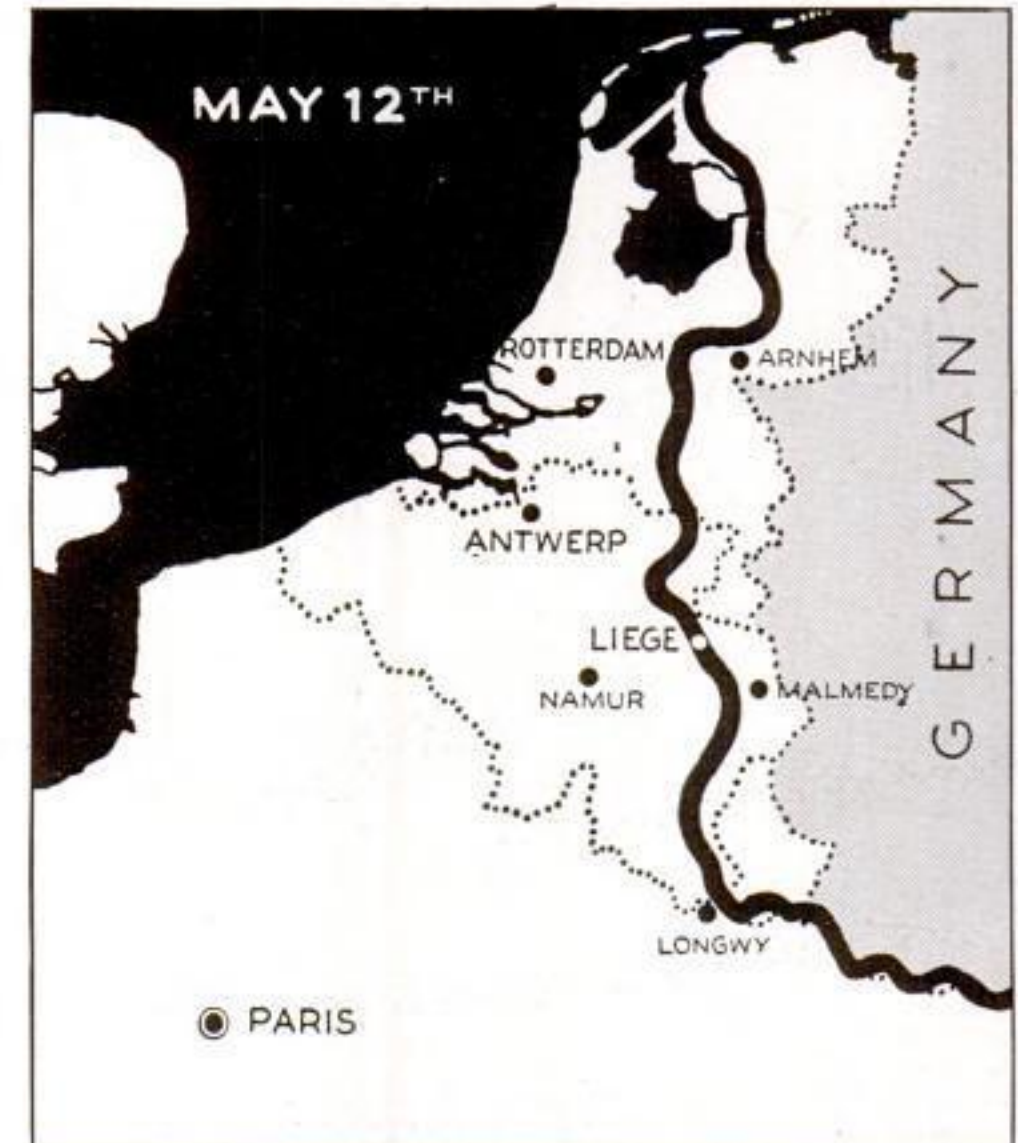 MAY 12TH
ROTTERDAM
ARNHEM
GERMANY
ANTWERP
LIEGE
NAMUR
MALMEDY
LONGWY
PARIS